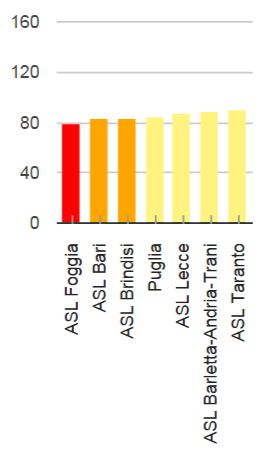 160
120
80
40
0
ASL Foggia
ASL Bari
ASL Brindisi
Puglia
ASL Lecce
ASL Barletta-Andria-Trani
ASL Taranto